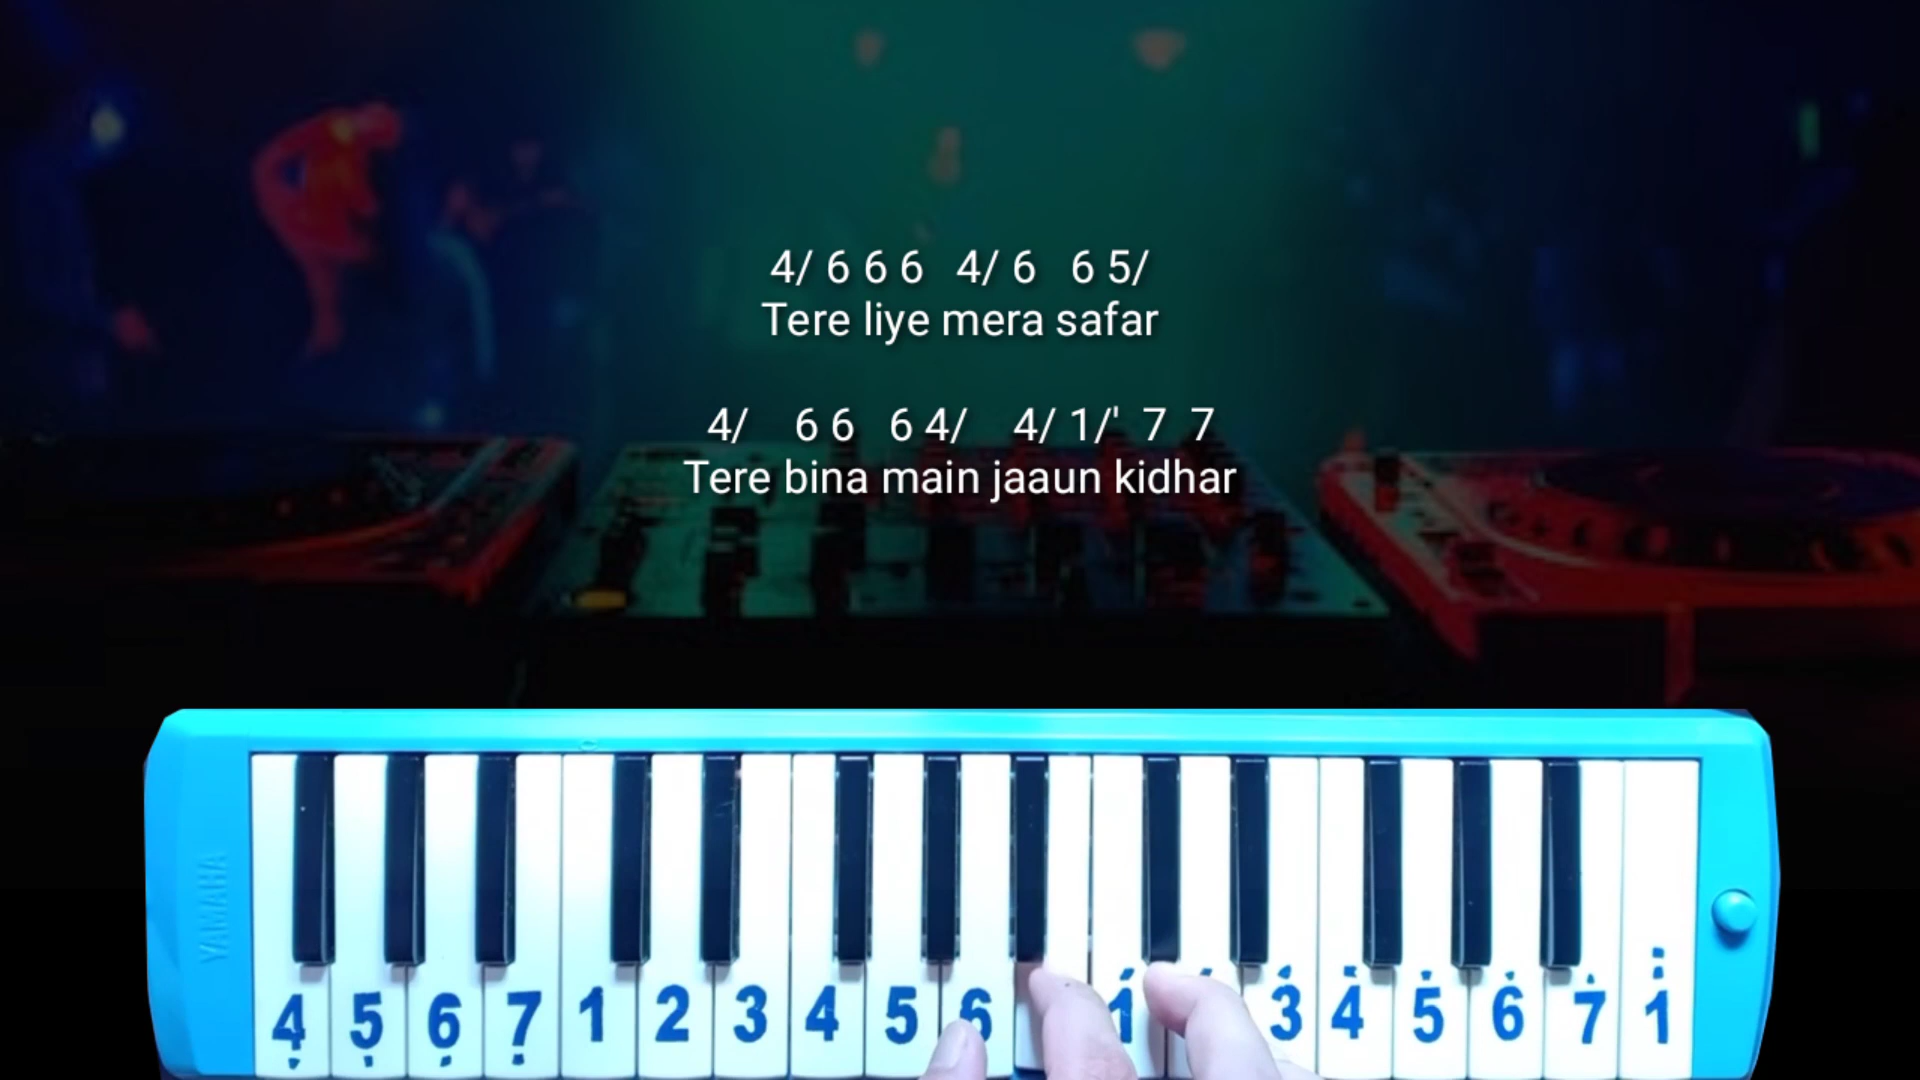 4/ 6 6 6 4/ 6 6 5/
Tere liye mera safar
4/ 6 6 6 4/ 4/ 1/' 7 7
Tere bina main jaaun kidhar
YAMAHA
4 5 6 7 1 2 3 4 5 6 1 3 4 5 6 7 1